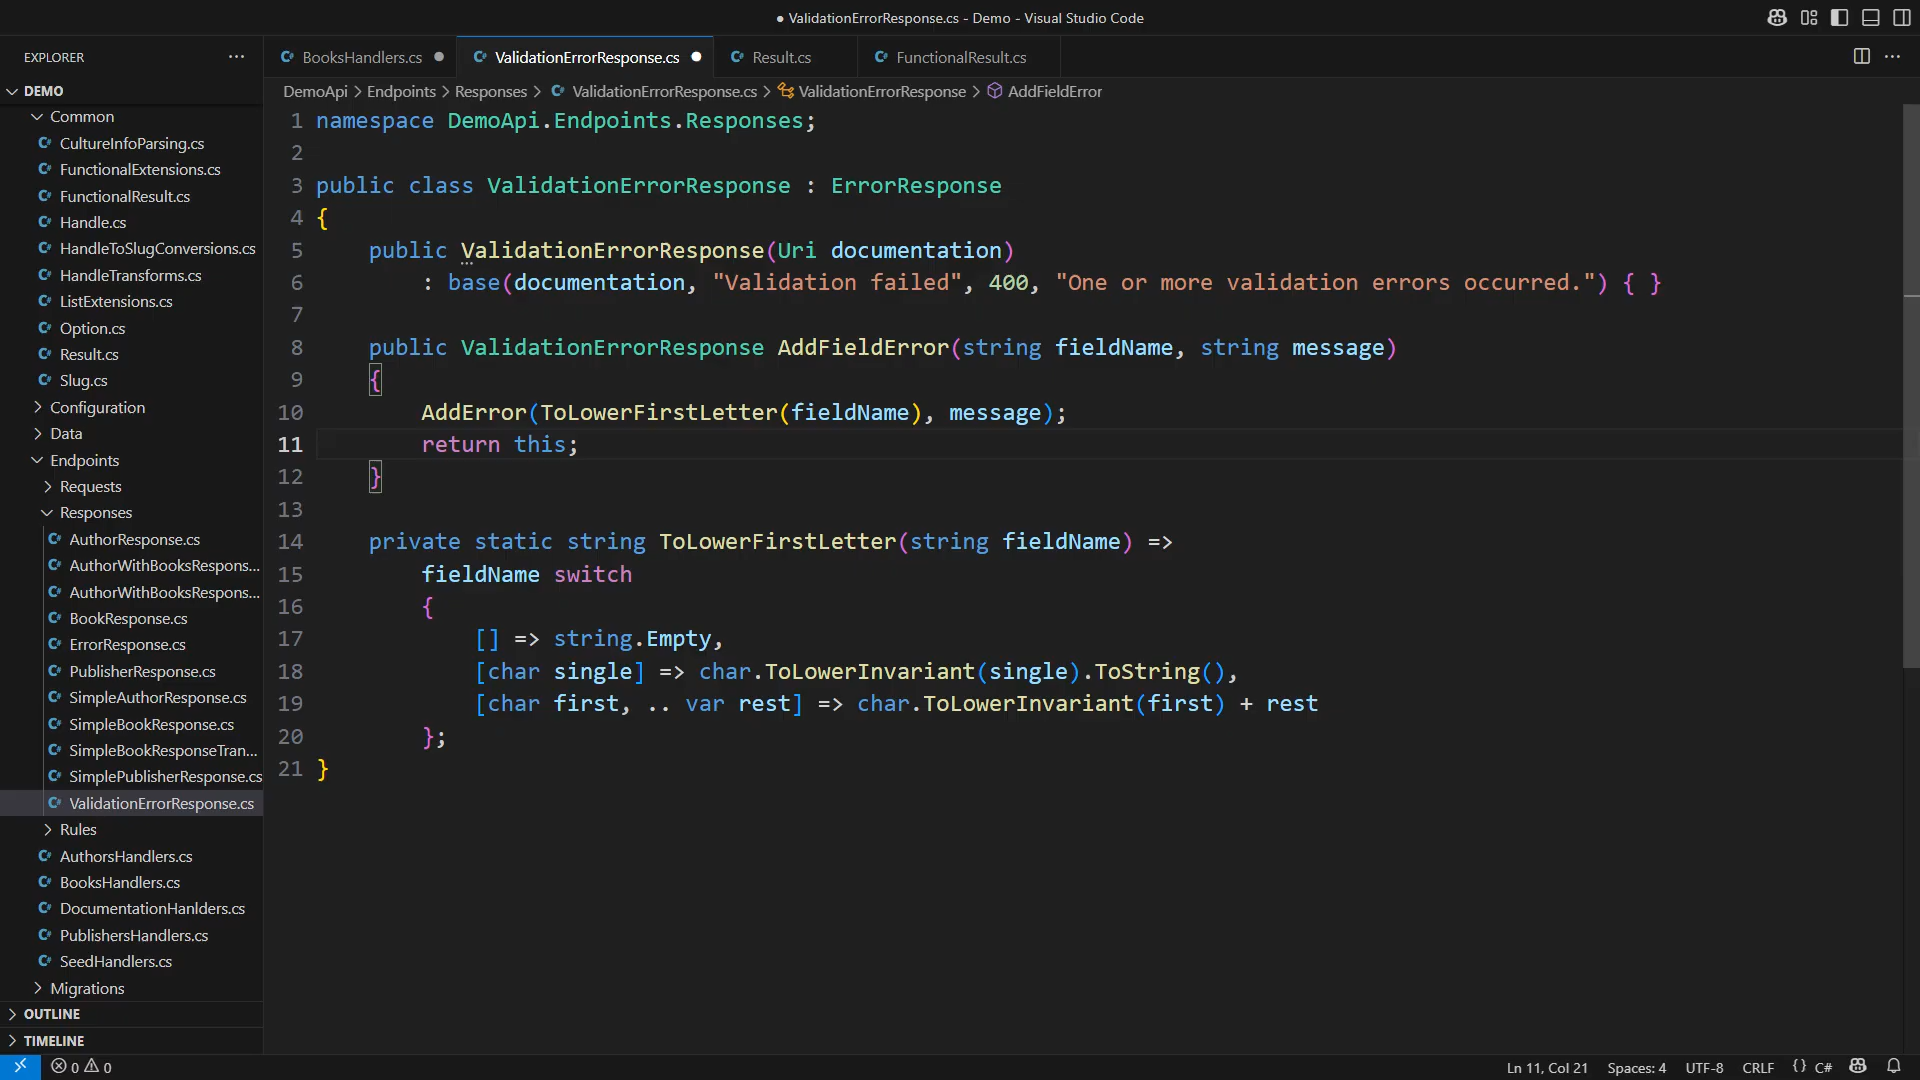 ● ValidationErrorResponse.cs - Demo - Visual Studio Code
EXPLORER
DEMO
Common
CultureInfoParsing.cs
FunctionalExtensions.cs
FunctionalResult.cs
Handle.cs
HandleToSlugConversions.cs
HandleTransforms.cs
ListExtensions.cs
Option.cs
Result.cs
Slug.cs
Configuration
Data
Endpoints
Requests
Responses
AuthorResponse.cs
AuthorWithBooksRespons...
AuthorWithBooksRespons...
BookResponse.cs
ErrorResponse.cs
PublisherResponse.cs
SimpleAuthorResponse.cs
SimpleBookResponse.cs
SimpleBookResponseTran...
SimplePublisherResponse.cs
ValidationErrorResponse.cs
Rules
AuthorsHandlers.cs
BooksHandlers.cs
DocumentationHanlders.cs
PublishersHandlers.cs
SeedHandlers.cs
Migrations
OUTLINE
TIMELINE
BooksHandlers.cs ● ValidationErrorResponse.cs ● Result.cs FunctionalResult.cs
DemoApi > Endpoints > Responses > ValidationErrorResponse.cs > ValidationErrorResponse > AddFieldError
1 namespace DemoApi.Endpoints.Responses;
2
3 public class ValidationErrorResponse : ErrorResponse
4 {
5     public ValidationErrorResponse(Uri documentation)
6         : base(documentation, "Validation failed", 400, "One or more validation errors occurred.") { }
7
8     public ValidationErrorResponse AddFieldError(string fieldName, string message)
9     {
10         AddError(ToLowerFirstLetter(fieldName), message);
11         return this;
12     }
13
14     private static string ToLowerFirstLetter(string fieldName) =>
15         fieldName switch
16         {
17             [] => string.Empty,
18             [char single] => char.ToLowerInvariant(single).ToString(),
19             [char first, .. var rest] => char.ToLowerInvariant(first) + rest
20         };
21 }
0 0 Ln 11, Col 21 Spaces: 4 UTF-8 CRLF {} C#